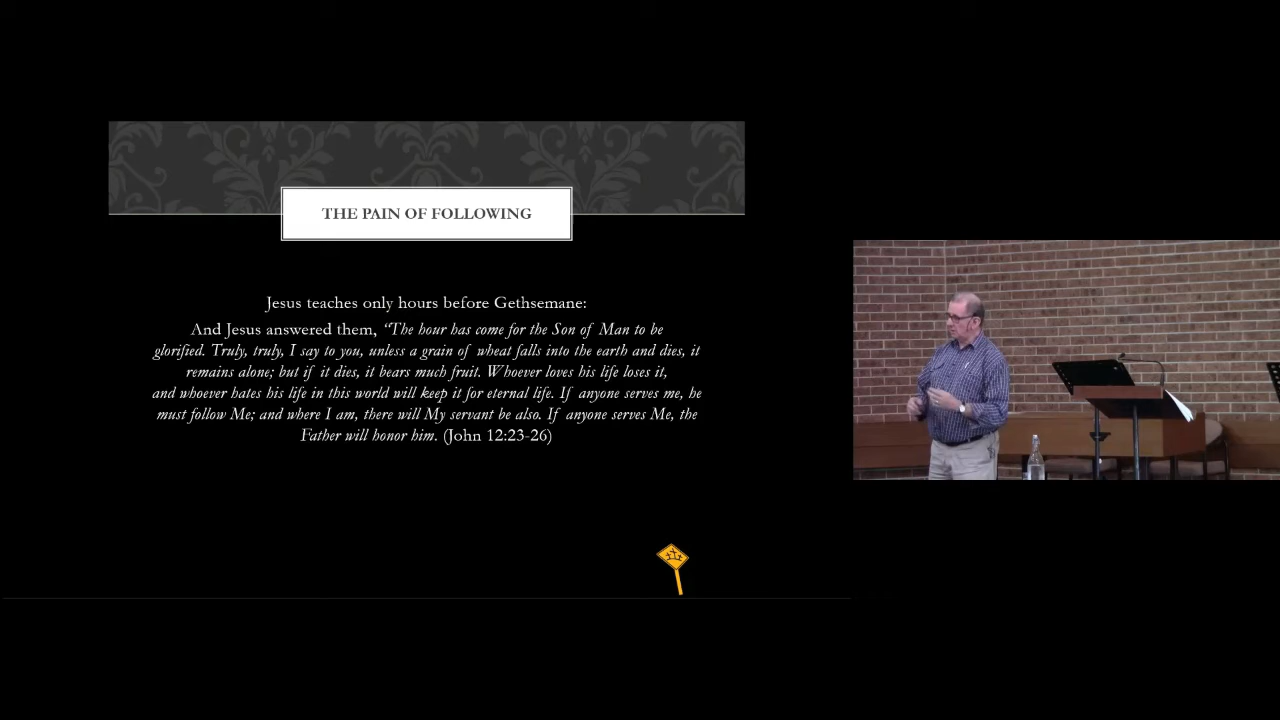 THE PAIN OF FOLLOWING
Jesus teaches only hours before Gethsemane:
And Jesus answered them, “The hour has come for the Son of Man to be
glorified. Truly, truly, I say to you, unless a grain of wheat falls into the earth and dies, it
remains alone; but if it dies, it bears much fruit. Whoever loves his life loses it,
and whoever hates his life in this world will keep it for eternal life. If anyone serves me, he
must follow Me; and where I am, there will My servant be also. If anyone serves Me, the
Father will honor him. (John 12:23-26)